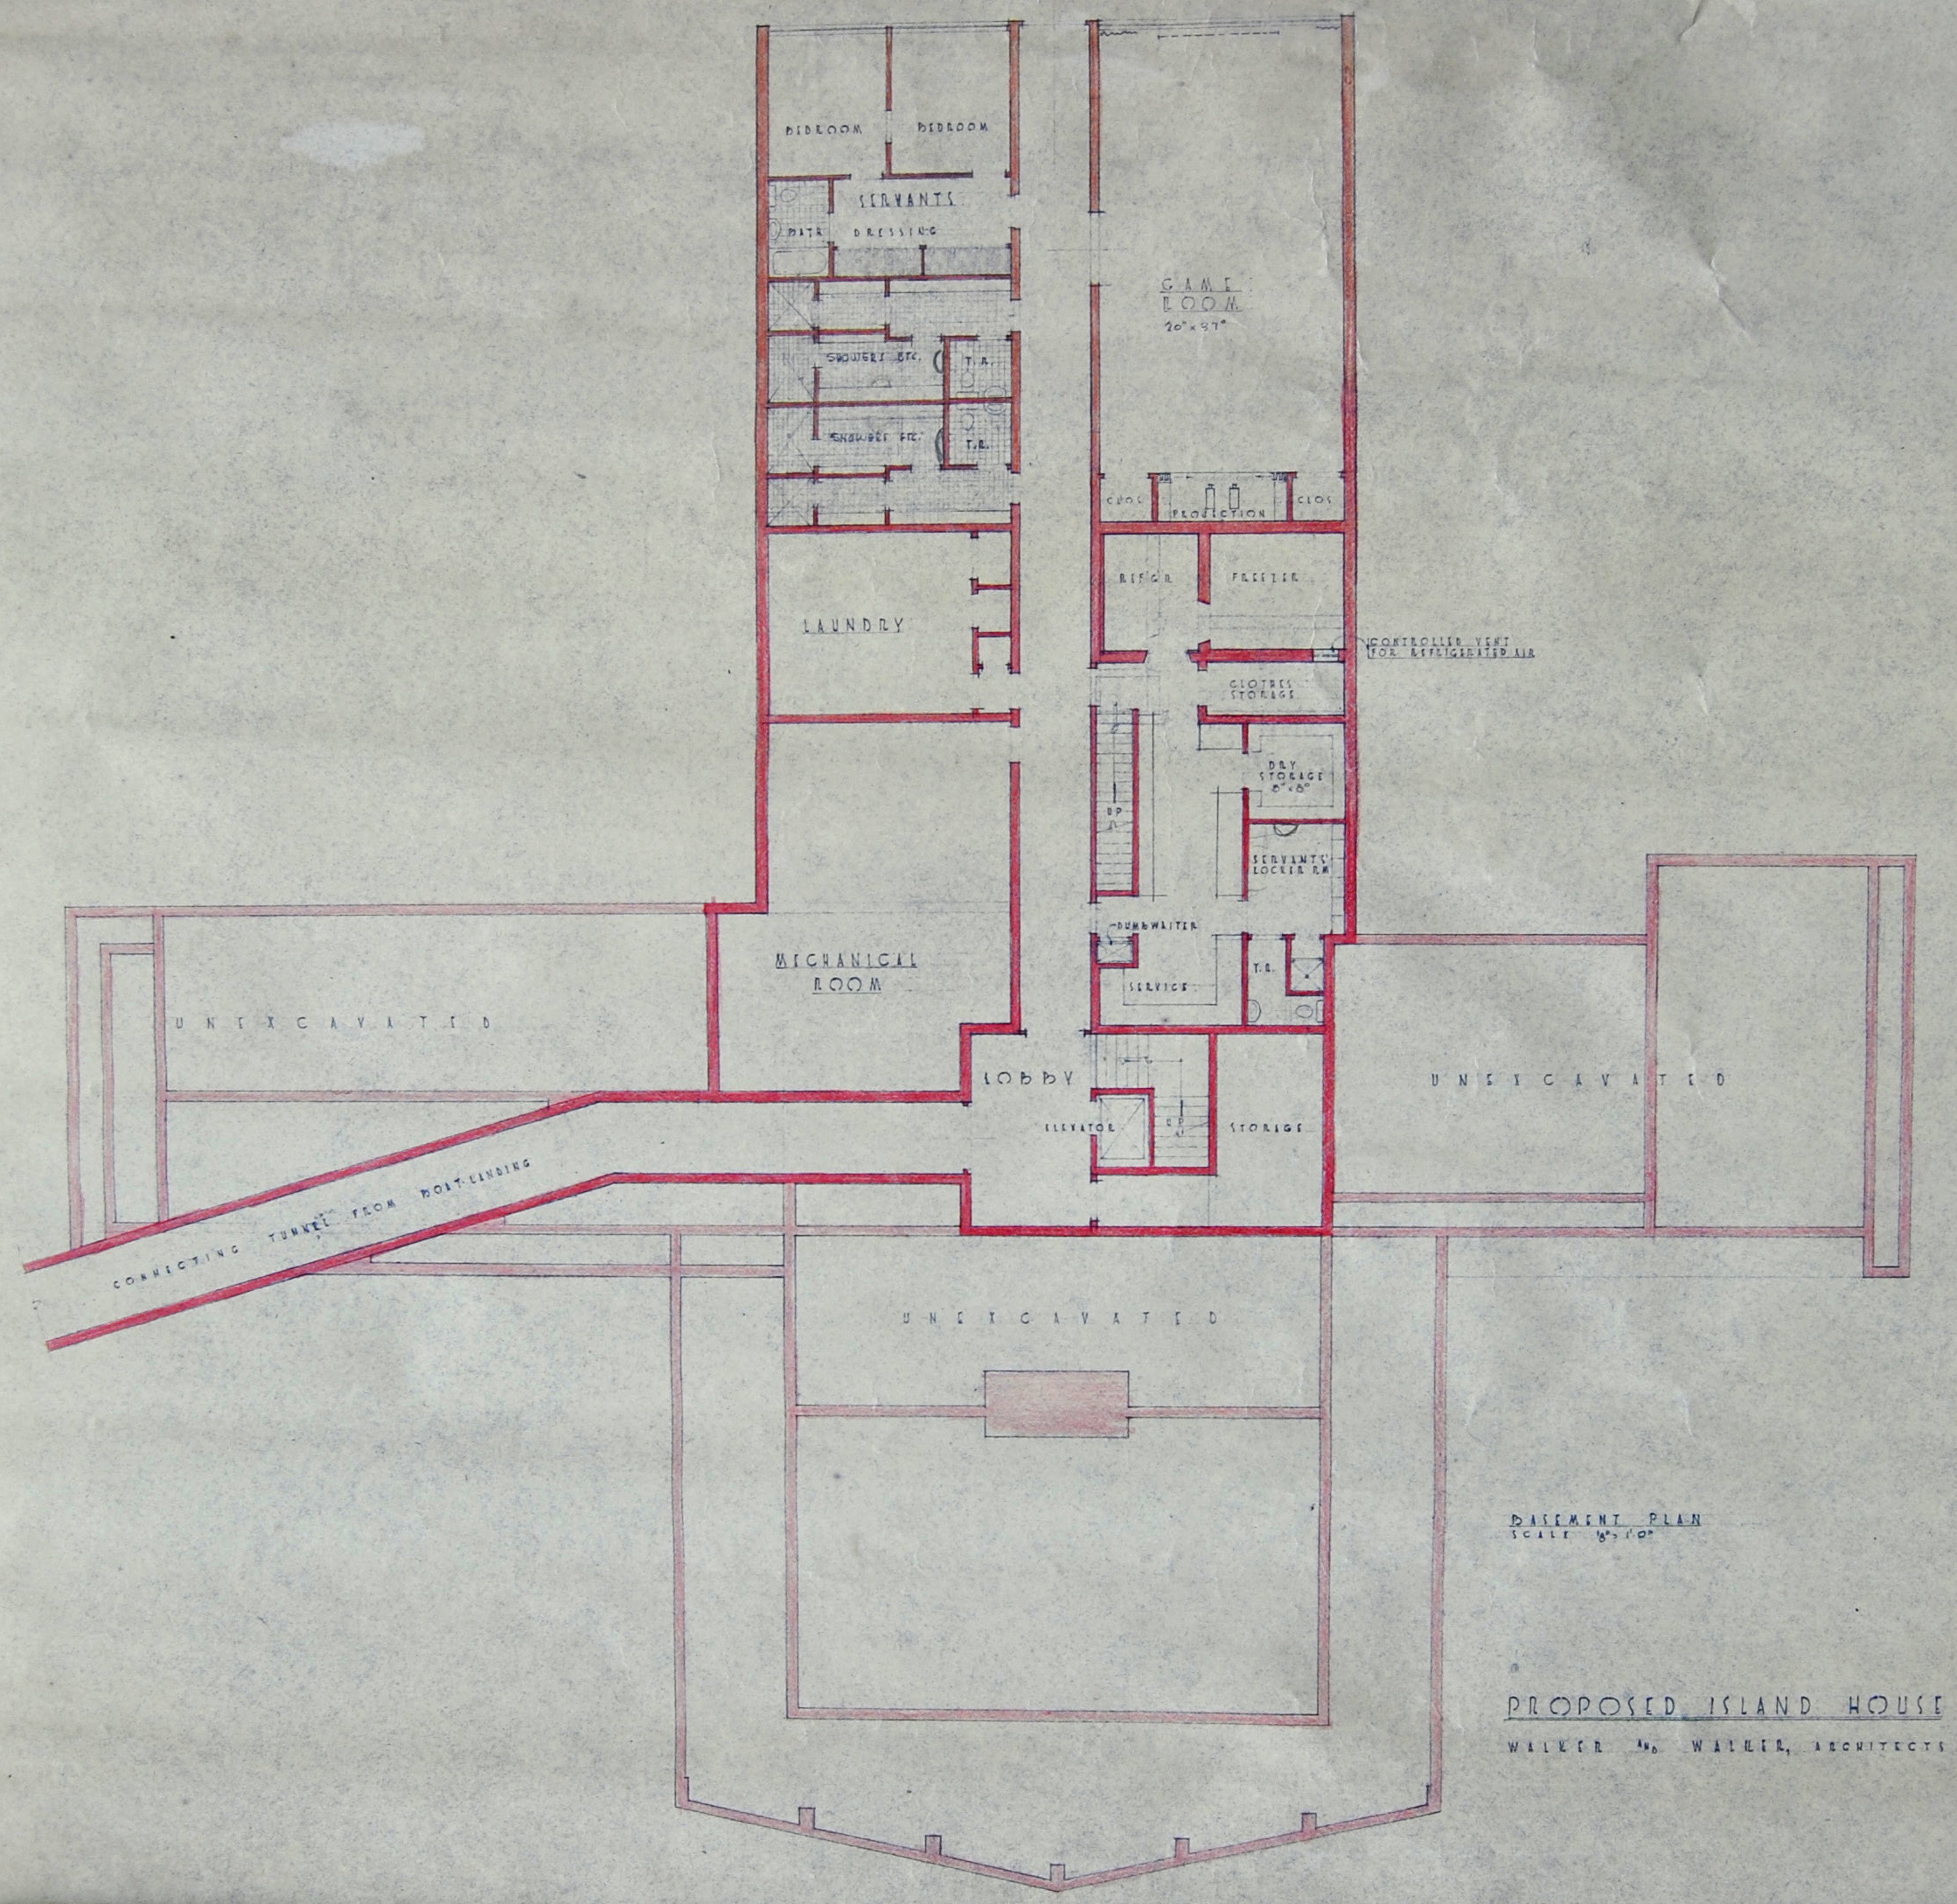 BEDROOM
BEDROOM
SERVANTS
BATH
DRESSING
GAME
ROOM
SHOWERS ETC.
T.R.
SHOWERS ETC.
T.R.
CLOS
PROJECTION
CLOS
REFGR
FREEZER
LAUNDRY
CONTROLLED VENT
FOR REFRIGERATED AIR
CLOTHES
STORAGE
DRY
STORAGE
8° x 8°
UP
SERVANTS'
LOCKER RM
DUMBWAITER
MECHANICAL
ROOM
T.R.
SERVICE
UNEXCAVATED
LOBBY
UNEXCAVATED
ELEVATOR
UP
STORAGE
CONNECTING TUNNEL FROM BOAT-LANDING
UNEXCAVATED
BASEMENT PLAN
SCALE 1/8" = 1'0"
PROPOSED ISLAND HOUSE
WALKER AND WALKER, ARCHITECTS